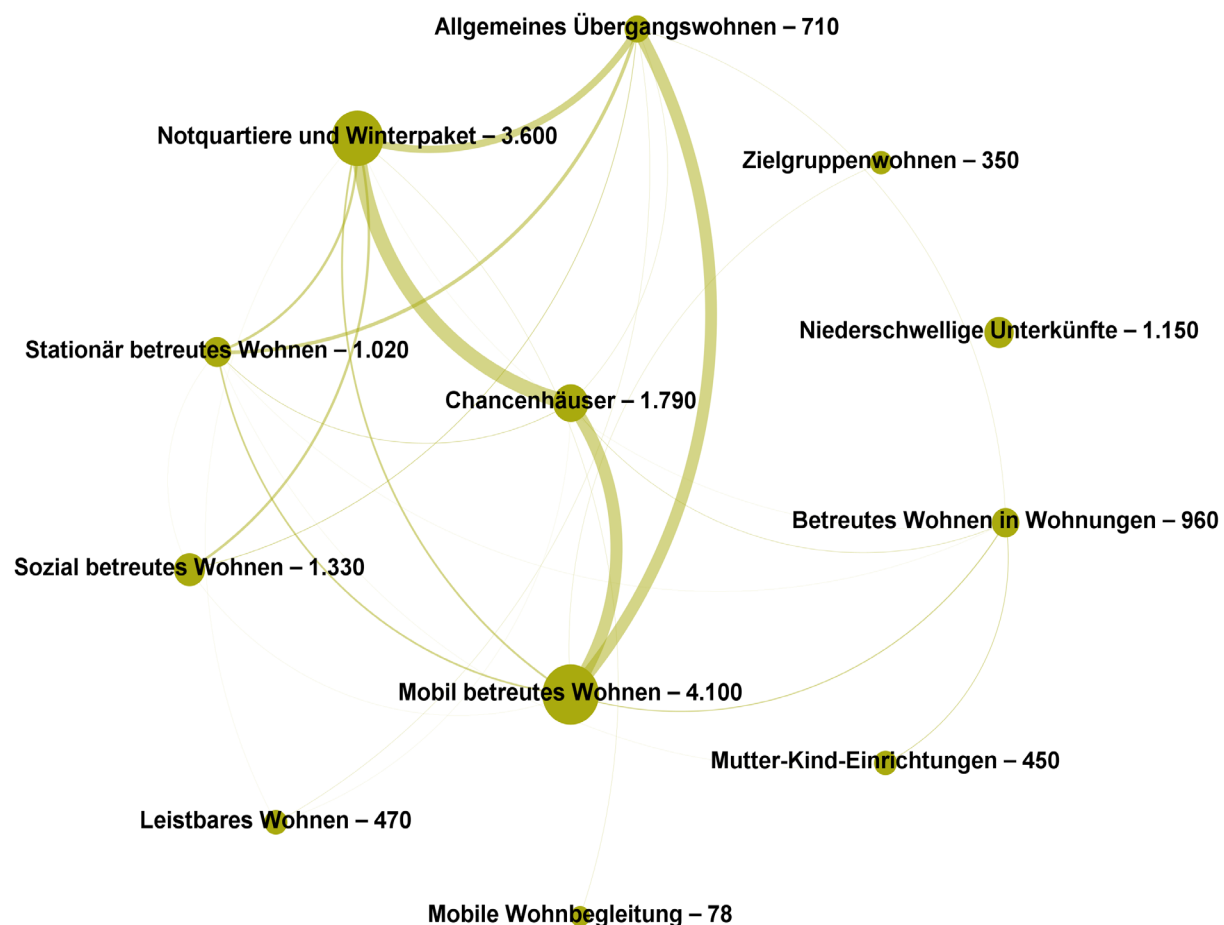 Allgemeines Übergangswohnen – 710
Notquartiere und Winterpaket – 3.600
Zielgruppenwohnen – 350
Niederschwellige Unterkünfte – 1.150
Stationär betreutes Wohnen – 1.020
Chancenhäuser – 1.790
Betreutes Wohnen in Wohnungen – 960
Sozial betreutes Wohnen – 1.330
Mobil betreutes Wohnen – 4.100
Mutter-Kind-Einrichtungen – 450
Leistbares Wohnen – 470
Mobile Wohnbegleitung – 78